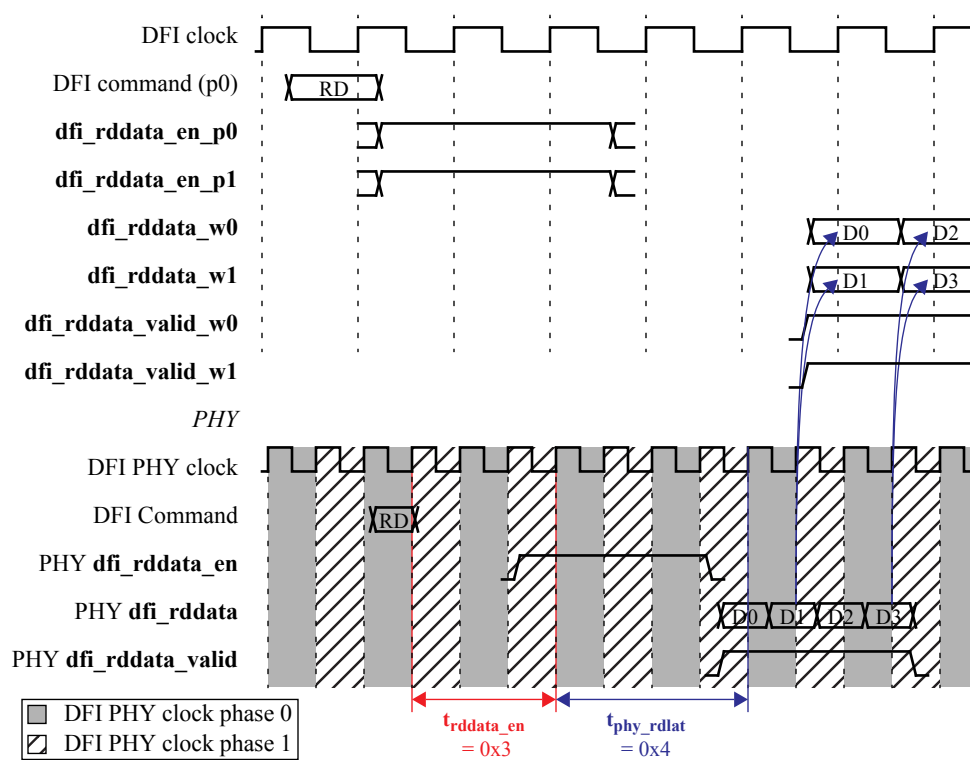 DFI clock
DFI command (p0)
RD
dfi_rddata_en_p0
dfi_rddata_en_p1
dfi_rddata_w0
D0 D2
dfi_rddata_w1
D1 D3
dfi_rddata_valid_w0
dfi_rddata_valid_w1
PHY
DFI PHY clock
DFI Command
RD
PHY dfi_rddata_en
PHY dfi_rddata
D0 D1 D2 D3
PHY dfi_rddata_valid
DFI PHY clock phase 0
DFI PHY clock phase 1
trddata_en
= 0x3
tphy_rdlat
= 0x4